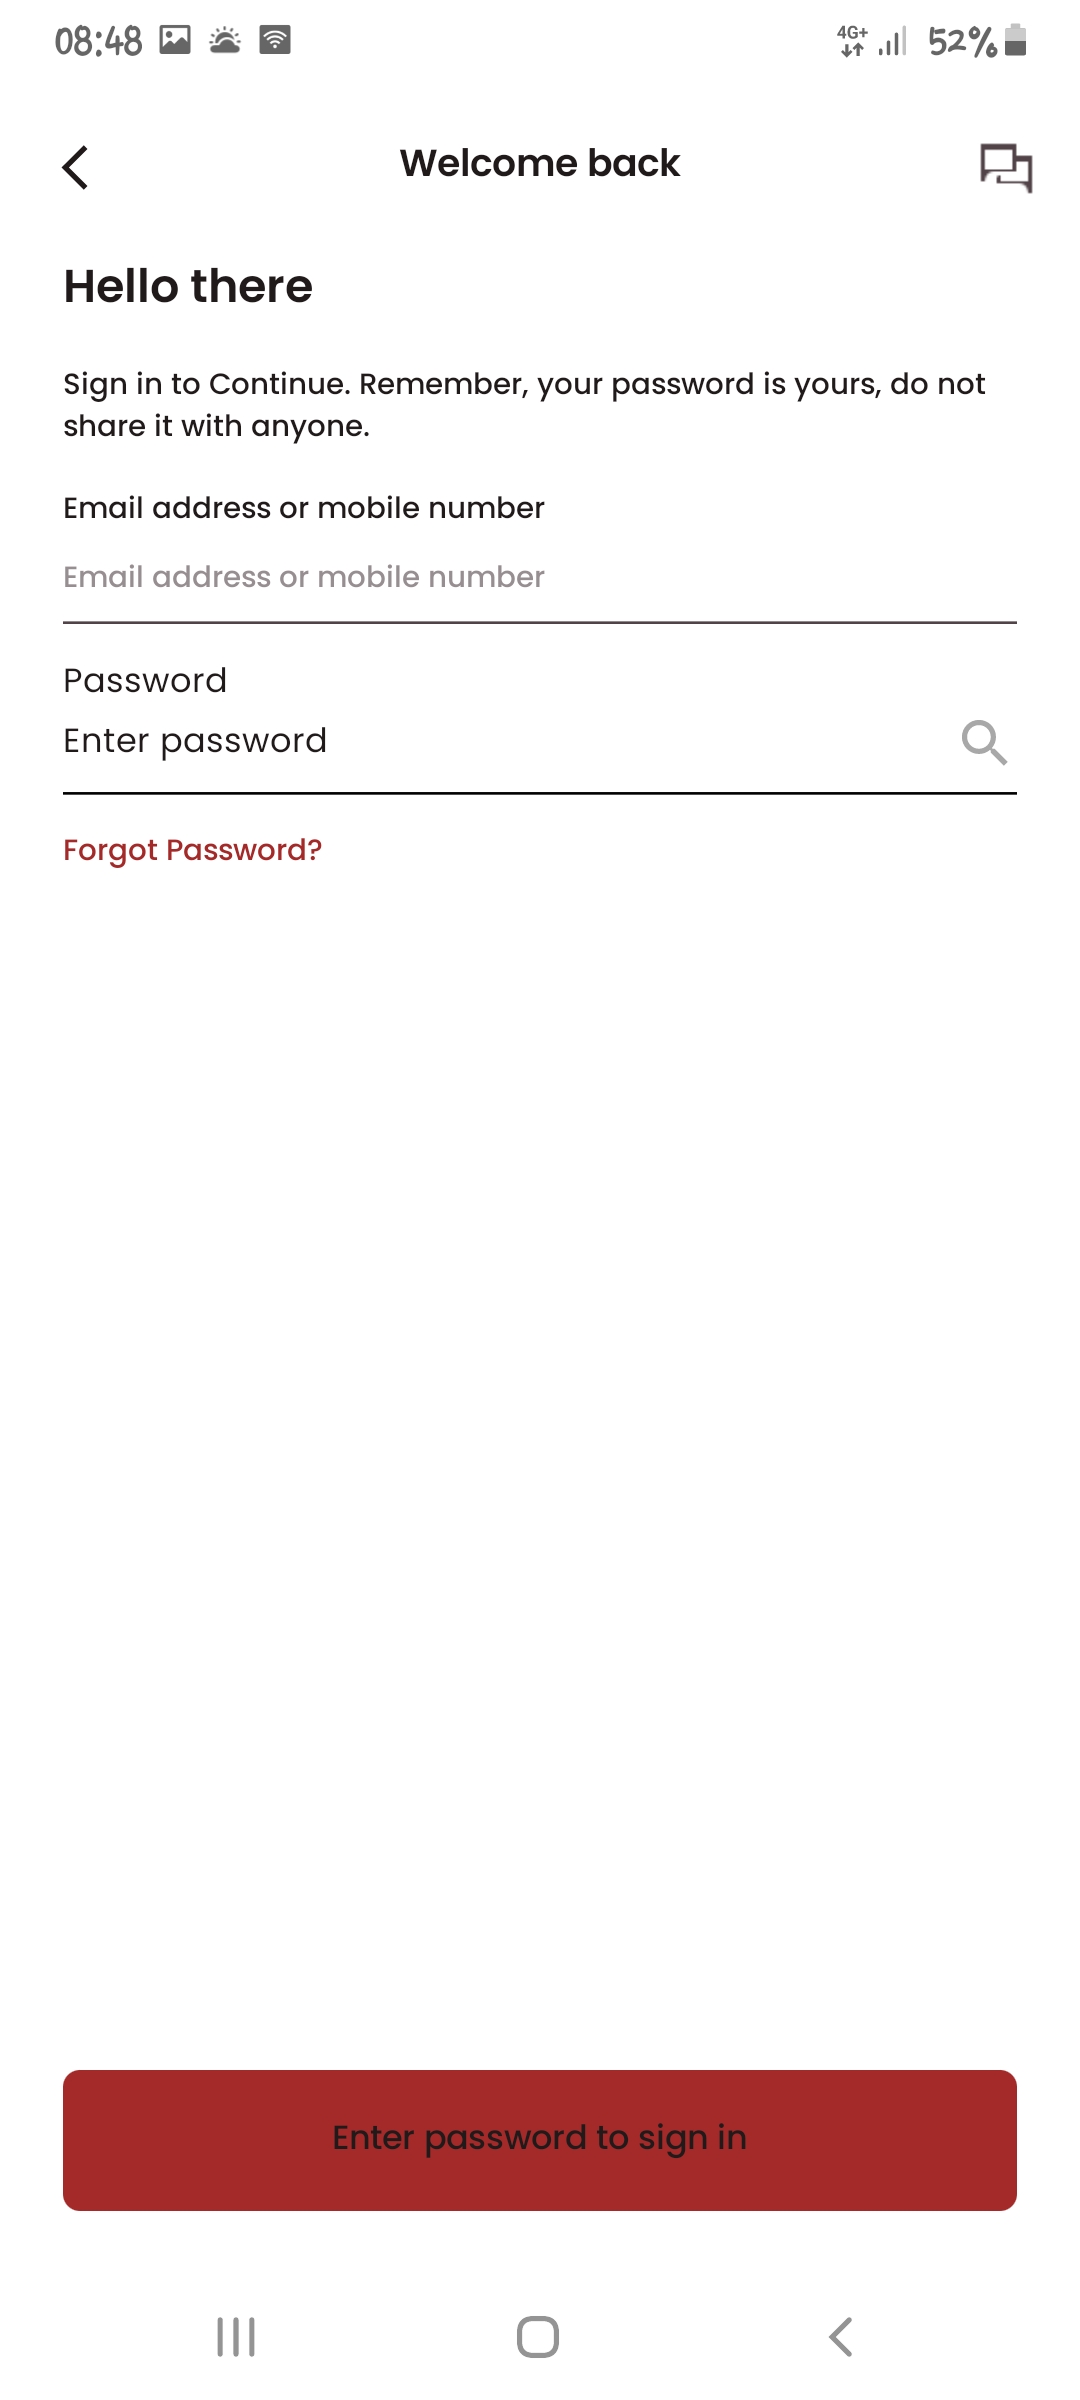 08:48
4G+
52%
Welcome back
Hello there
Sign in to Continue. Remember, your password is yours, do not
share it with anyone.
Email address or mobile number
Email address or mobile number
Password
Enter password
Forgot Password?
Enter password to sign in